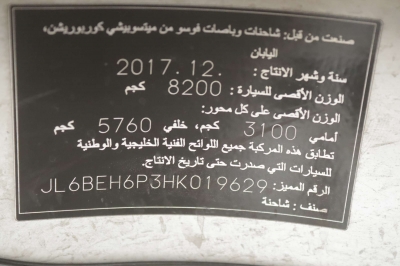 صنعت من قبل: شاحنات وباصات فوسو من ميتسوبيشي كوربوريشن،
اليابان
سنة وشهر الانتاج : 2017.12.
الوزن الأقصى للسيارة : 8200 كجم
الوزن الأقصى على كل محور:
أمامي 3100 كجم، خلفي 5760 كجم
تطابق هذه المركبة جميع اللوائح الفنية الخليجية والوطنية
للسيارات التي صدرت حتى تاريخ الانتاج.
الرقم المميز: JL6BEH6P3HK019629
صنف : شاحنة